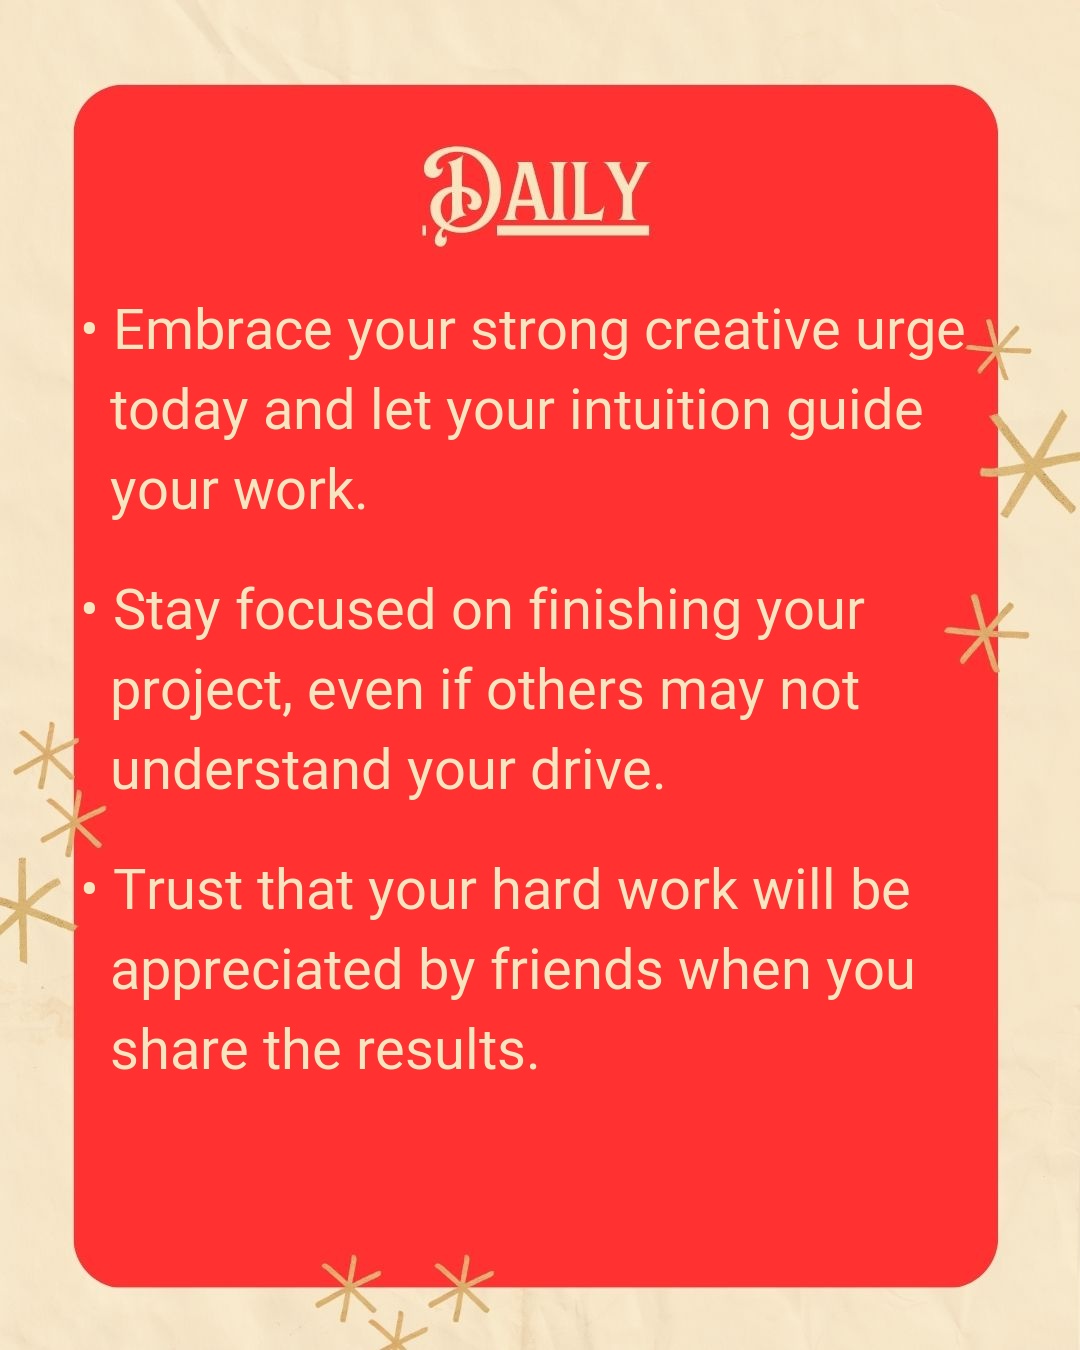 Daily
• Embrace your strong creative urge
today and let your intuition guide
your work.
• Stay focused on finishing your
project, even if others may not
understand your drive.
• Trust that your hard work will be
appreciated by friends when you
share the results.